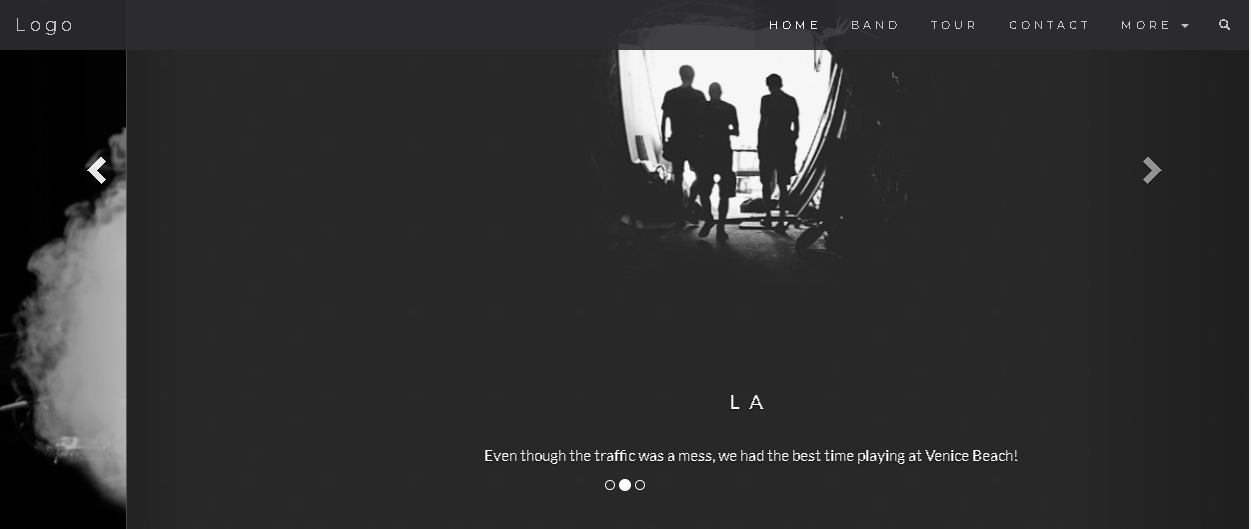 Logo
HOME BAND TOUR CONTACT MORE
LA
Even though the traffic was a mess, we had the best time playing at Venice Beach!